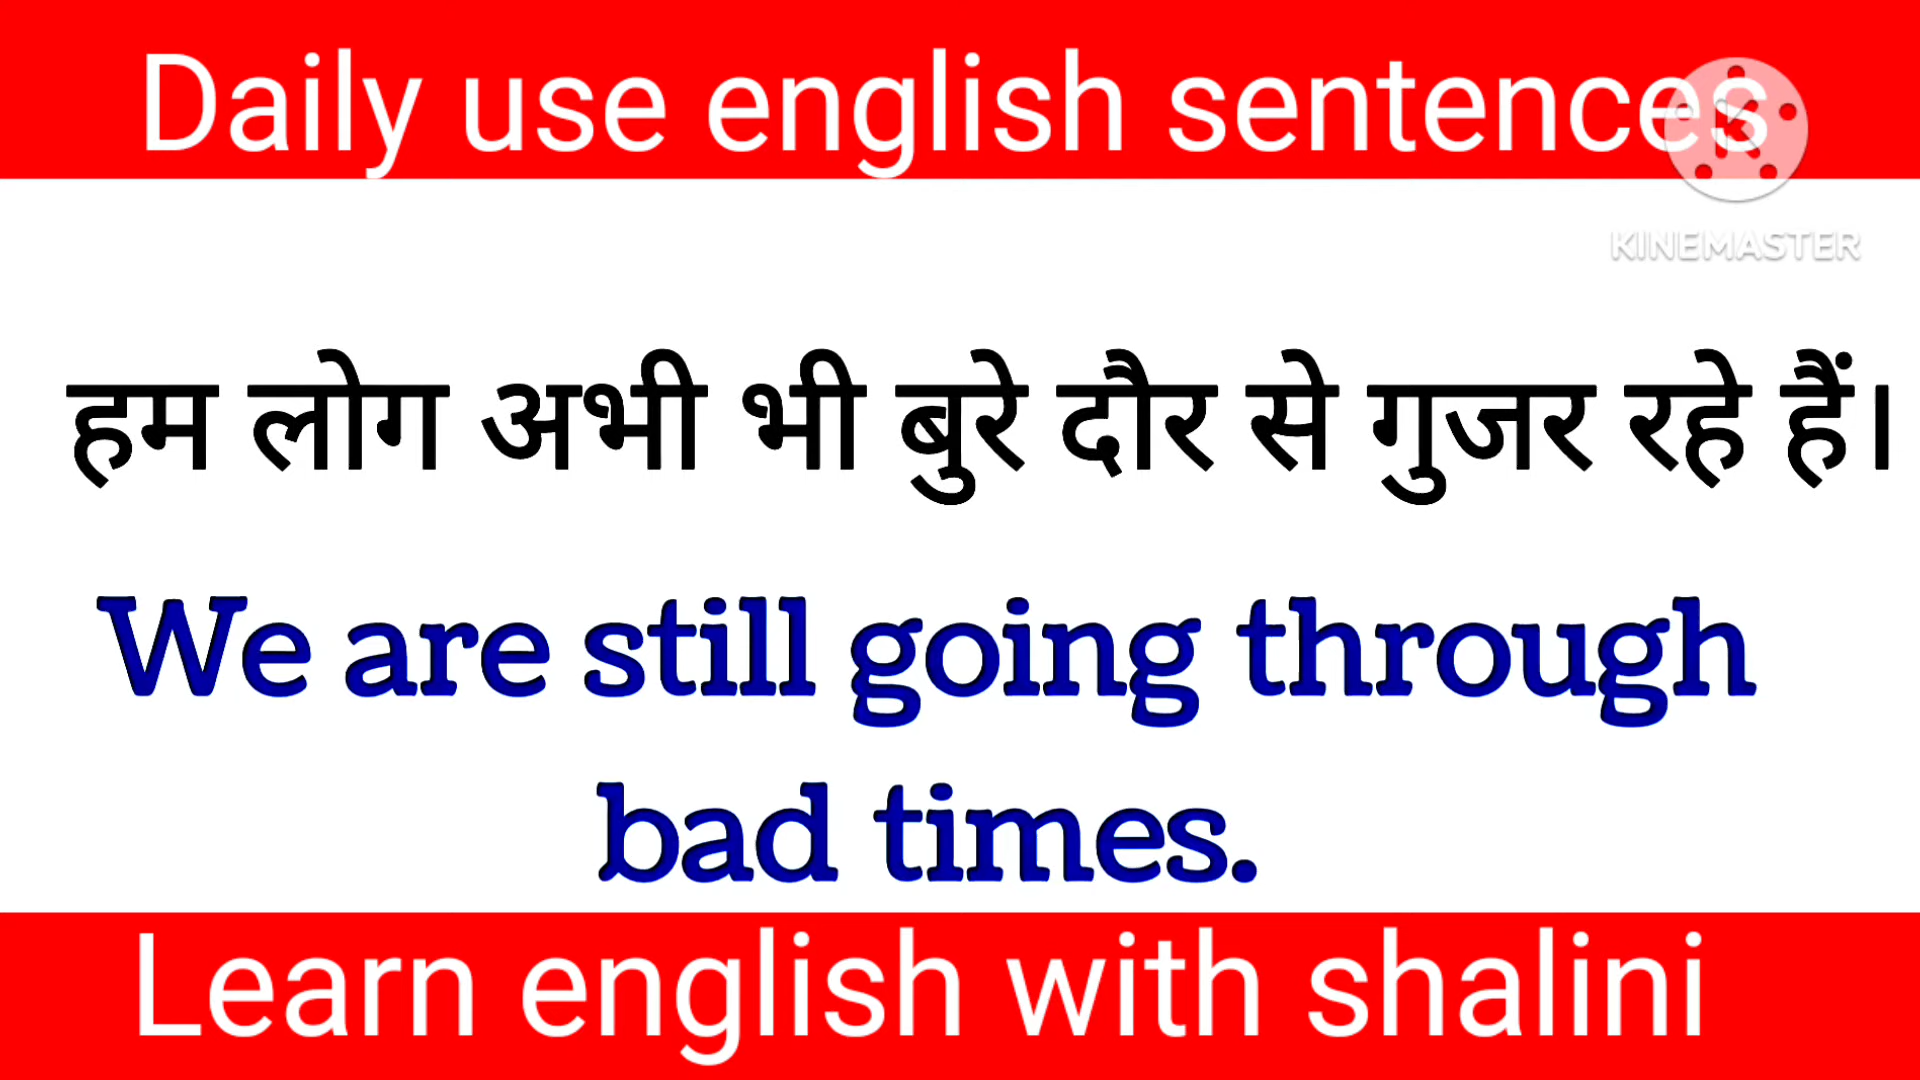 Daily use english sentences
K
KINEMASTER
हम लोग अभी भी बुरे दौर से गुजर रहे हैं।
We are still going through
bad times.
Learn english with shalini